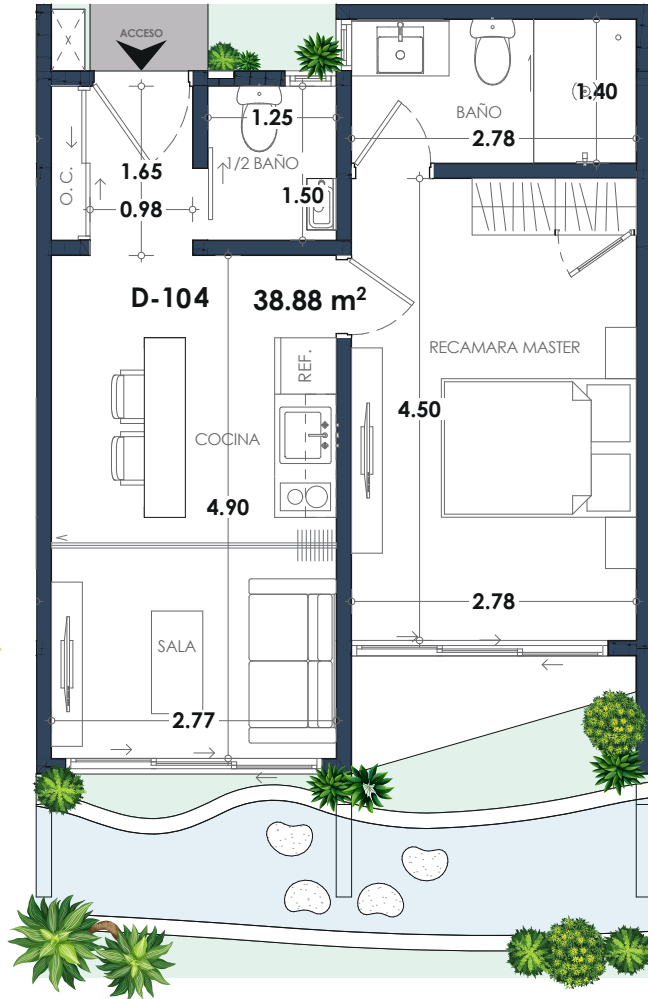 ACCESO
1.40
BAÑO
2.78
1.25
1/2 BAÑO
1.65
O.C.
1.50
0.98
D-104
38.88 m²
RECAMARA MASTER
REF.
4.50
COCINA
4.90
2.78
SALA
2.77